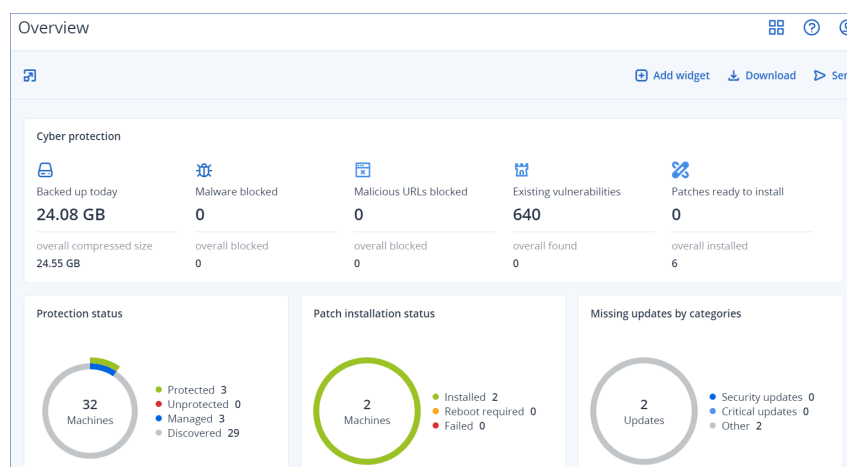 Overview
Add widget Download Ser
Cyber protection
Backed up today Malware blocked Malicious URLs blocked Existing vulnerabilities Patches ready to install
24.08 GB 0 0 640 0
overall compressed size overall blocked overall blocked overall found overall installed
24.55 GB 0 0 0 6
Protection status Patch installation status Missing updates by categories
32
Machines
Protected 3
Unprotected 0
Managed 3
Discovered 29
2
Machines
Installed 2
Reboot required 0
Failed 0
2
Updates
Security updates 0
Critical updates 0
Other 2